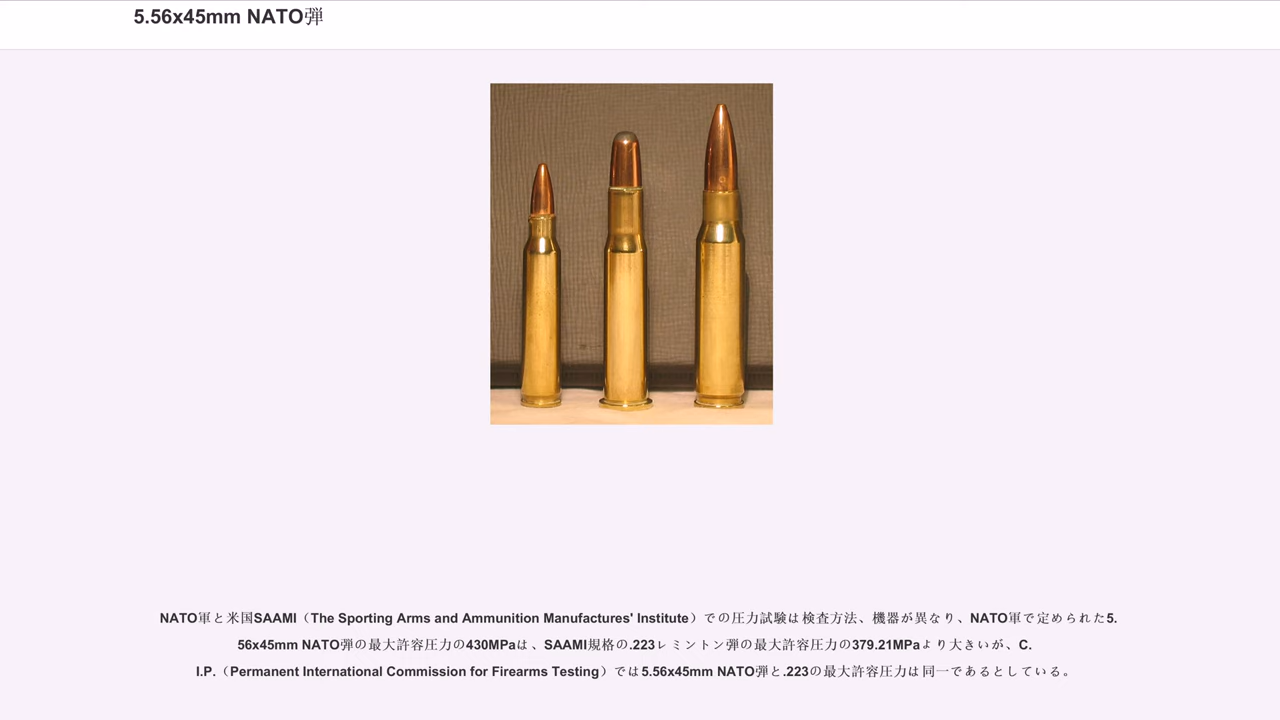 5.56x45mm NATO弾
NATO軍と米国SAAMI（The Sporting Arms and Ammunition Manufactures' Institute）での圧力試験は検査方法、機器が異なり、NATO軍で定められた5.
56x45mm NATO弾の最大許容圧力の430MPaは、SAAMI規格の.223レミントン弾の最大許容圧力の379.21MPaより大きいが、C.
I.P.（Permanent International Commission for Firearms Testing）では5.56x45mm NATO弾と.223の最大許容圧力は同一であるとしている。